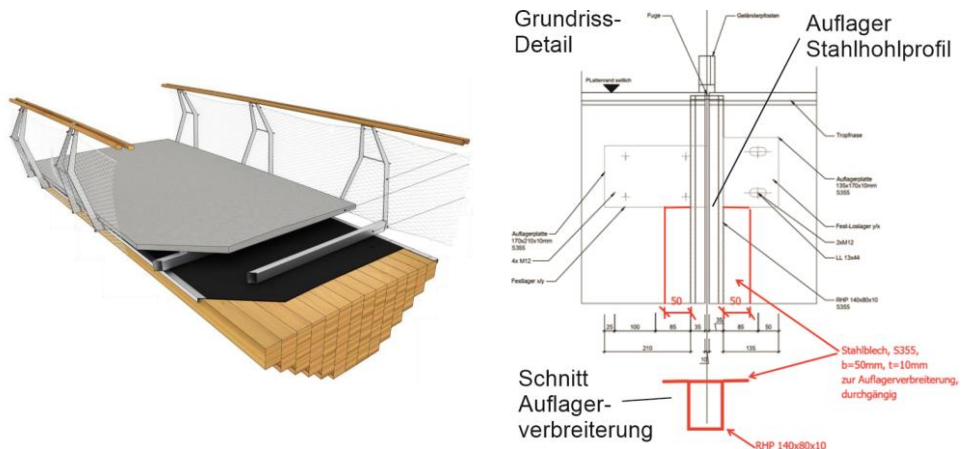 Grundriss-
Detail
Fuge
Geländerpfosten
Auflager
Stahlhohlprofil
PLattenrand seitlich
Tropfnase
Auflagerplatte
135x170x10mm
S355
Auflagerplatte
170x210x10mm
S355
4x M12
Festlager x/y
Fest-Loslager y/x
2xM12
LL 13x44
RHP 140x80x10
S355
50
50
35
25
100
85
35
85
50
210
135
10
Stahlblech, S355,
b=50mm, t=10mm
zur Auflagerverbreiterung,
durchgängig
Schnitt
Auflager-
verbreiterung
RHP 140x80x10